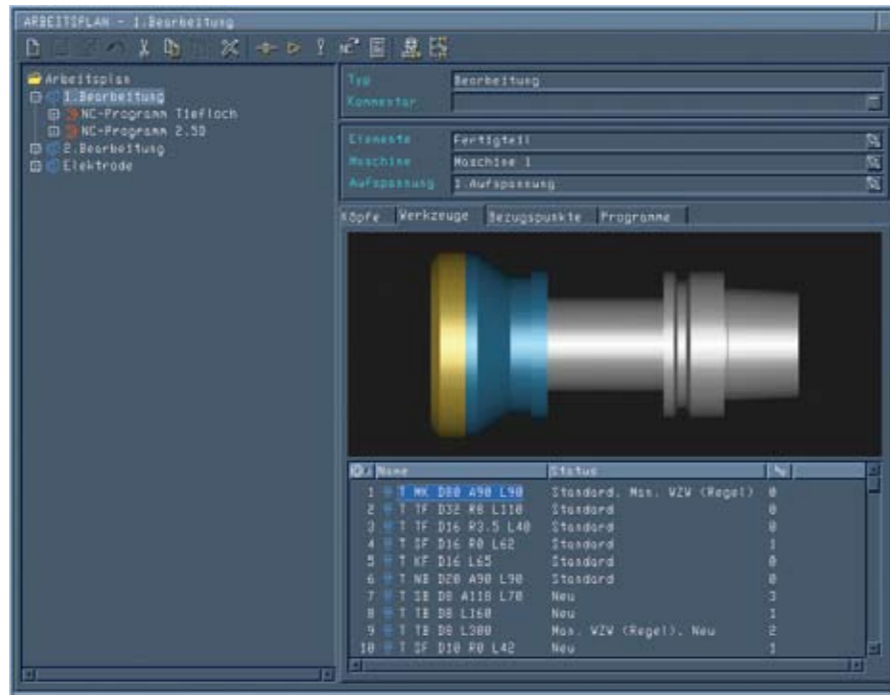 ARBEITSPLAN - 1.Bearbeitung
Arbeitsplan
1.Bearbeitung
NC-Programm Tiefloch
NC-Programm 2.5D
2.Bearbeitung
Elektrode
Typ Bearbeitung
Kommentar
Elemente Fertigteil
Maschine Maschine 1
Aufspannung 1.Aufspannung
Köpfe Werkzeuge Bezugspunkte Programme
Name Status
1 T MK D80 A90 L90 Standard, Man. WZW (Regel) 0
2 T TF D32 R8 L110 Standard 0
3 T TF D16 R3.5 L40 Standard 0
4 T SF D16 R0 L62 Standard 1
5 T KF D16 L65 Standard 0
6 T NB D20 A90 L90 Standard 0
7 T SB D8 A118 L70 Neu 3
8 T TB D8 L160 Neu 1
9 T TB D8 L380 Man. WZW (Regel), Neu 2
10 T SF D10 R0 L42 Neu 1